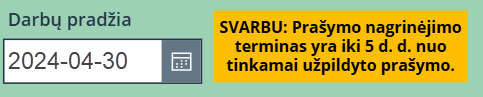 Darbų pradžia
2024-04-30
SVARBU: Prašymo nagrinėjimo
terminas yra iki 5 d. d. nuo
tinkamai užpildyto prašymo.